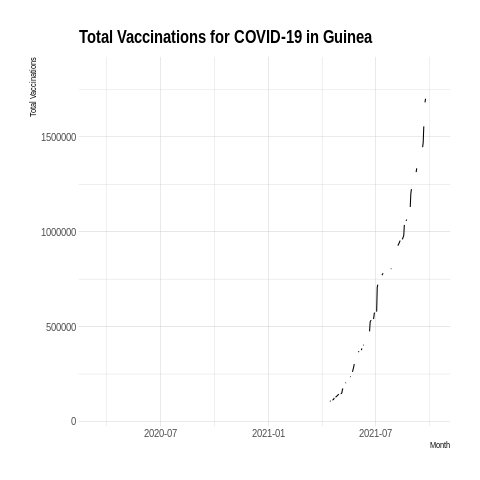 Total Vaccinations for COVID-19 in Guinea
Total Vaccinations
1500000
1000000
500000
0
2020-07
2021-01
2021-07
Month